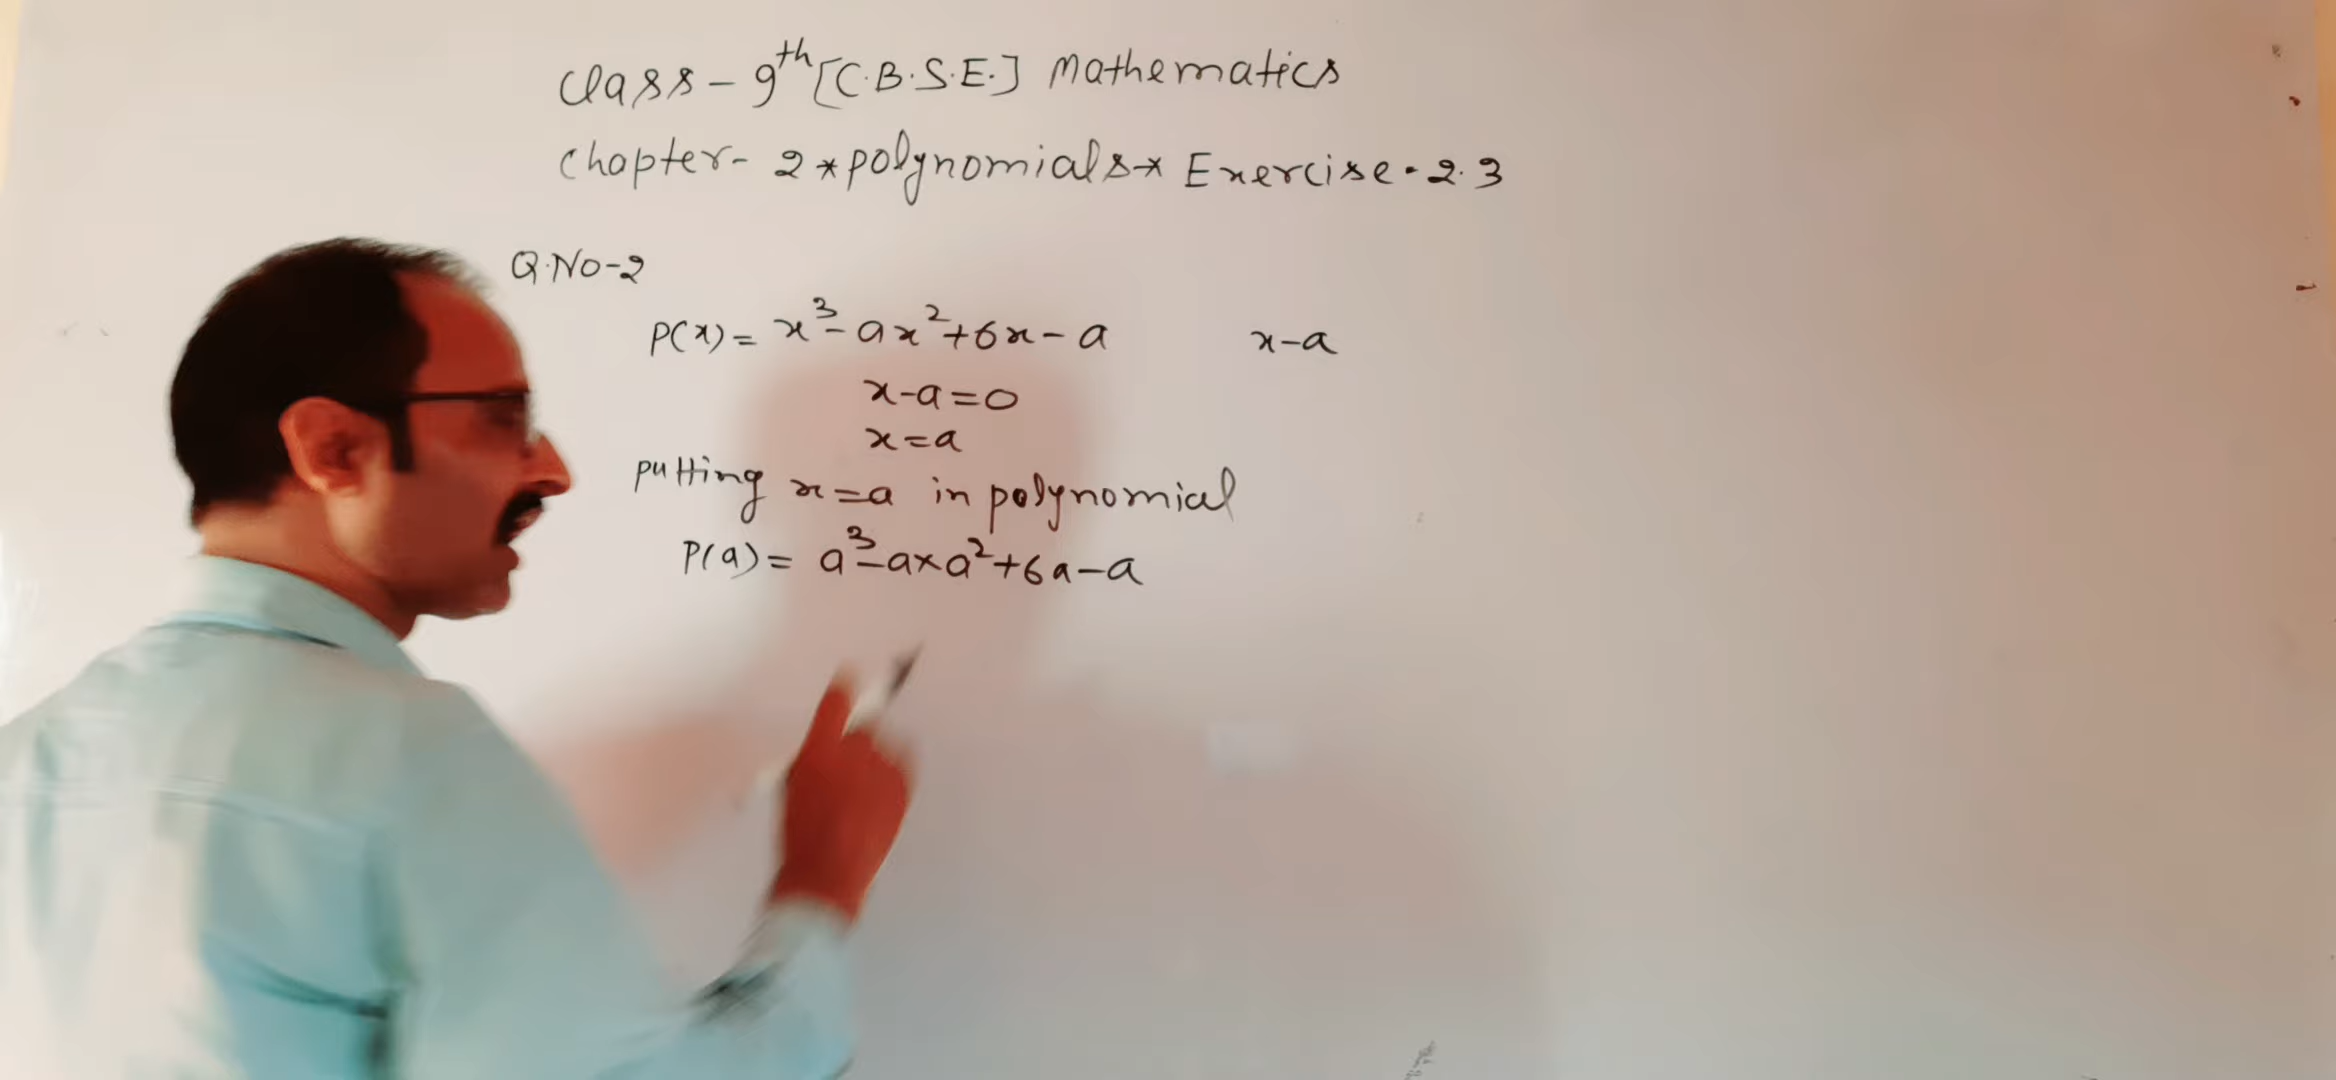 Class - 9th [C.B.S.E.] Mathematics
Chapter - 2 * polynomials * Exercise - 2.3
Q.No-2
P(x) = x³ - ax² + 6x - a x-a
x-a=0
x=a
putting x=a in polynomial
P(a) = a³ - a×a² + 6a - a